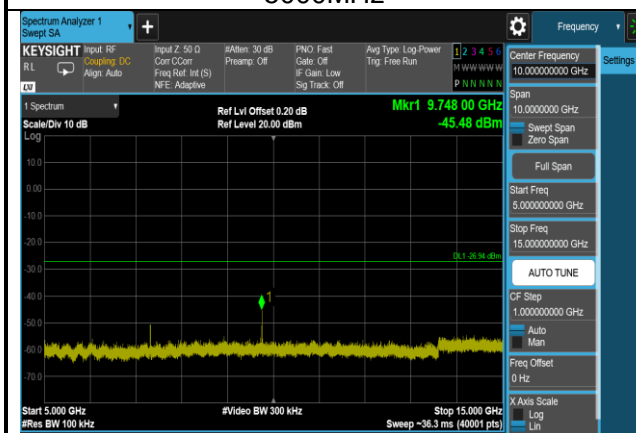 Spectrum Analyzer 1
Swept SA
+
Frequency
KEYSIGHT
RL
LXI
Input: RF
Coupling: DC
Align: Auto
Input Z: 50 Ω
Corr CCorr
Freq Ref: Int (S)
NFE: Adaptive
#Atten: 30 dB
Preamp: Off
PNO: Fast
Gate: Off
IF Gain: Low
Sig Track: Off
Avg Type: Log-Power
Trig: Free Run
1 2 3 4 5 6
M W W W W W
P N N N N N
Settings
1 Spectrum
Scale/Div 10 dB
Log
Ref Lvl Offset 0.20 dB
Ref Level 20.00 dBm
Mkr1 9.748 00 GHz
-45.48 dBm
10.0
0.00
-10.0
-20.0
-30.0
-40.0
-50.0
-60.0
-70.0
DL1 -26.94 dBm
1
Start 5.000 GHz
#Res BW 100 kHz
#Video BW 300 kHz
Stop 15.000 GHz
Sweep ~36.3 ms (40001 pts)
Center Frequency
10.000000000 GHz
Span
10.0000000 GHz
Swept Span
Zero Span
Full Span
Start Freq
5.000000000 GHz
Stop Freq
15.000000000 GHz
AUTO TUNE
CF Step
1.000000000 GHz
Auto
Man
Freq Offset
0 Hz
X Axis Scale
Log
Lin